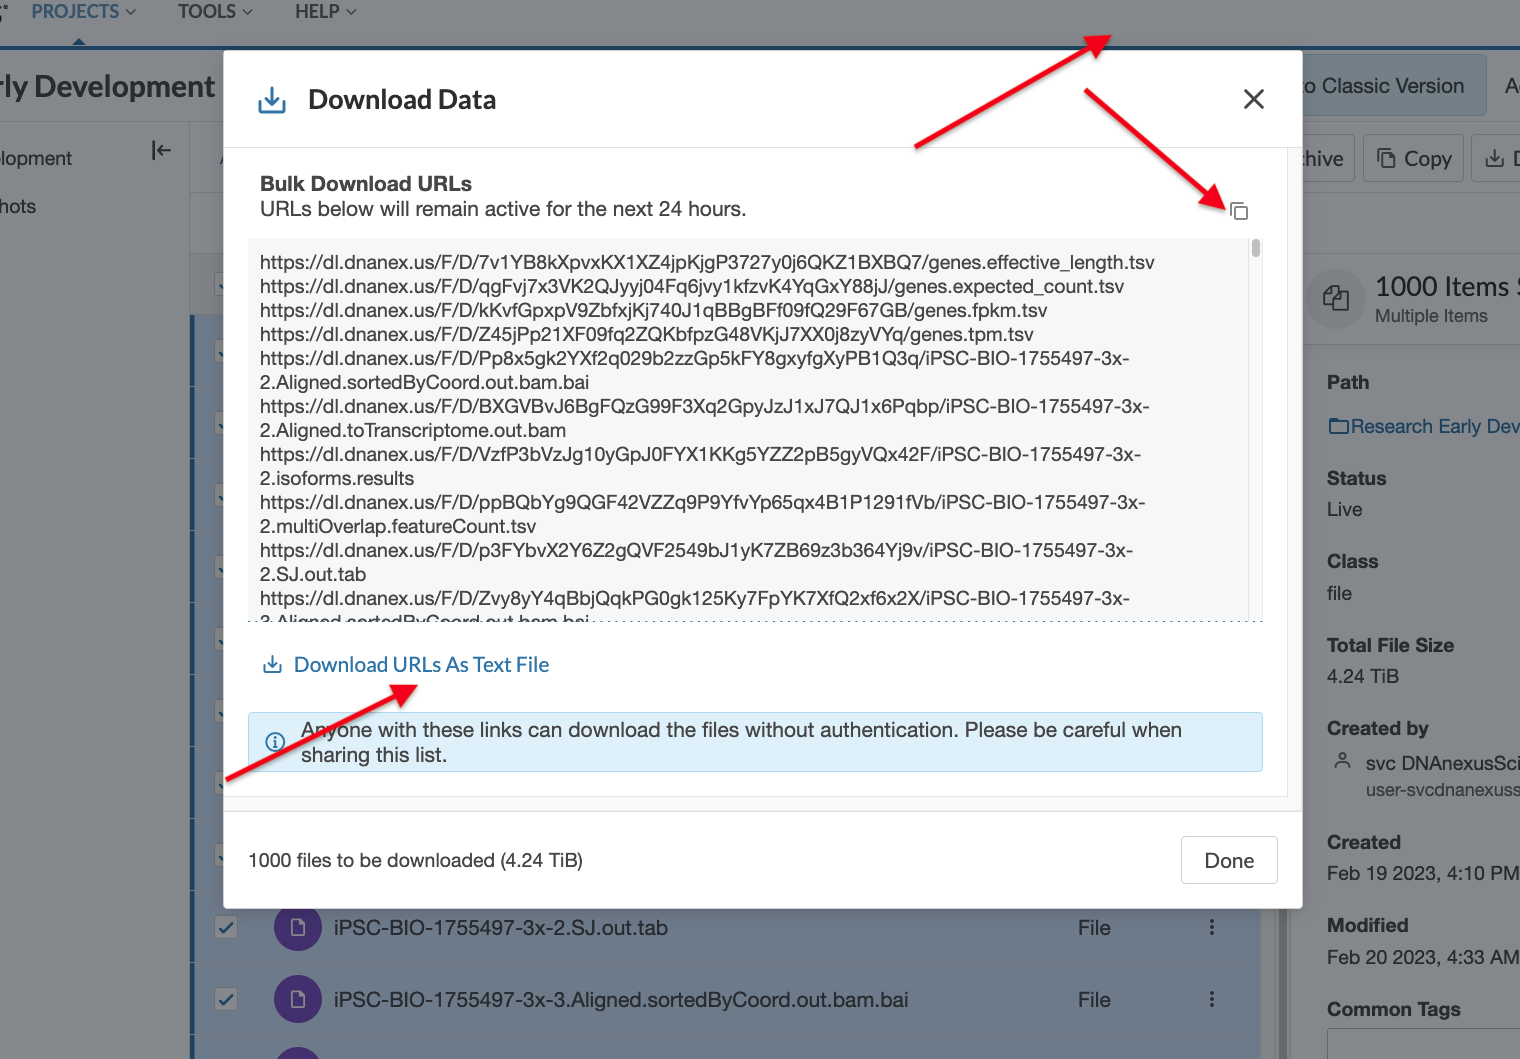 PROJECTS
TOOLS
HELP
rly Development
Download Data
to Classic Version
lopment
hots
Bulk Download URLs
URLs below will remain active for the next 24 hours.
chive
Copy
https://dl.dnanex.us/F/D/7v1YB8kXpvxKX1XZ4jpKjgP3727y0j6QKZ1BXBQ7/genes.effective_length.tsv
https://dl.dnanex.us/F/D/qgFvj7x3VK2QJyyj04Fq6jvy1kfzvK4YqGxY88jJ/genes.expected_count.tsv
https://dl.dnanex.us/F/D/kKvfGpxpV9ZbfxjKj740J1qBBgBFf09fQ29F67GB/genes.fpkm.tsv
https://dl.dnanex.us/F/D/Z45jPp21XF09fq2ZQKbfpzG48VKjJ7XX0j8zyVYq/genes.tpm.tsv
https://dl.dnanex.us/F/D/Pp8x5gk2YXf2q029b2zzGp5kFY8gxyfgXyPB1Q3q/iPSC-BIO-1755497-3x-
2.Aligned.sortedByCoord.out.bam.bai
https://dl.dnanex.us/F/D/BXGVBvJ6BgFQzG99F3Xq2GpyJzJ1xJ7QJ1x6Pqbp/iPSC-BIO-1755497-3x-
2.Aligned.toTranscriptome.out.bam
https://dl.dnanex.us/F/D/VzfP3bVzJg10yGpJ0FYX1KKg5YZZ2pB5gyVQx42F/iPSC-BIO-1755497-3x-
2.isoforms.results
https://dl.dnanex.us/F/D/ppBQbYg9QGF42VZZq9P9YfvYp65qx4B1P1291fVb/iPSC-BIO-1755497-3x-
2.multiOverlap.featureCount.tsv
https://dl.dnanex.us/F/D/p3FYbvX2Y6Z2gQVF2549bJ1yK7ZB69z3b364Yj9v/iPSC-BIO-1755497-3x-
2.SJ.out.tab
https://dl.dnanex.us/F/D/Zvy8yY4qBbjQqkPG0gk125Ky7FpYK7XfQ2xf6x2X/iPSC-BIO-1755497-3x-
3.Aligned.sortedByCoord.out.bam.bai
Download URLs As Text File
Anyone with these links can download the files without authentication. Please be careful when
sharing this list.
1000 files to be downloaded (4.24 TiB)
Done
iPSC-BIO-1755497-3x-2.SJ.out.tab
File
iPSC-BIO-1755497-3x-3.Aligned.sortedByCoord.out.bam.bai
File
1000 Items S
Multiple Items
Path
Research Early Dev
Status
Live
Class
file
Total File Size
4.24 TiB
Created by
svc DNAnexusSci
user-svcdnanexuss
Created
Feb 19 2023, 4:10 PM
Modified
Feb 20 2023, 4:33 AM
Common Tags